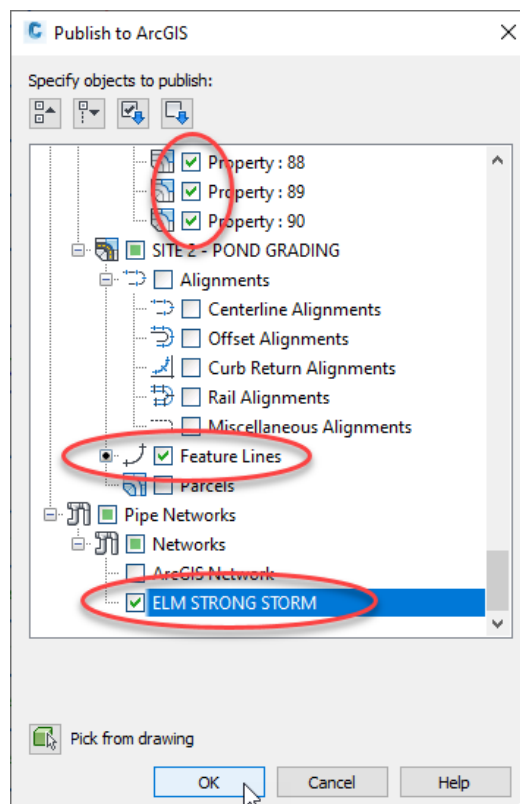 Publish to ArcGIS
Specify objects to publish:
Property : 88
Property : 89
Property : 90
SITE 2 - POND GRADING
Alignments
Centerline Alignments
Offset Alignments
Curb Return Alignments
Rail Alignments
Miscellaneous Alignments
Feature Lines
Parcels
Pipe Networks
Networks
ArcGIS Network
ELM STRONG STORM
Pick from drawing
OK Cancel Help